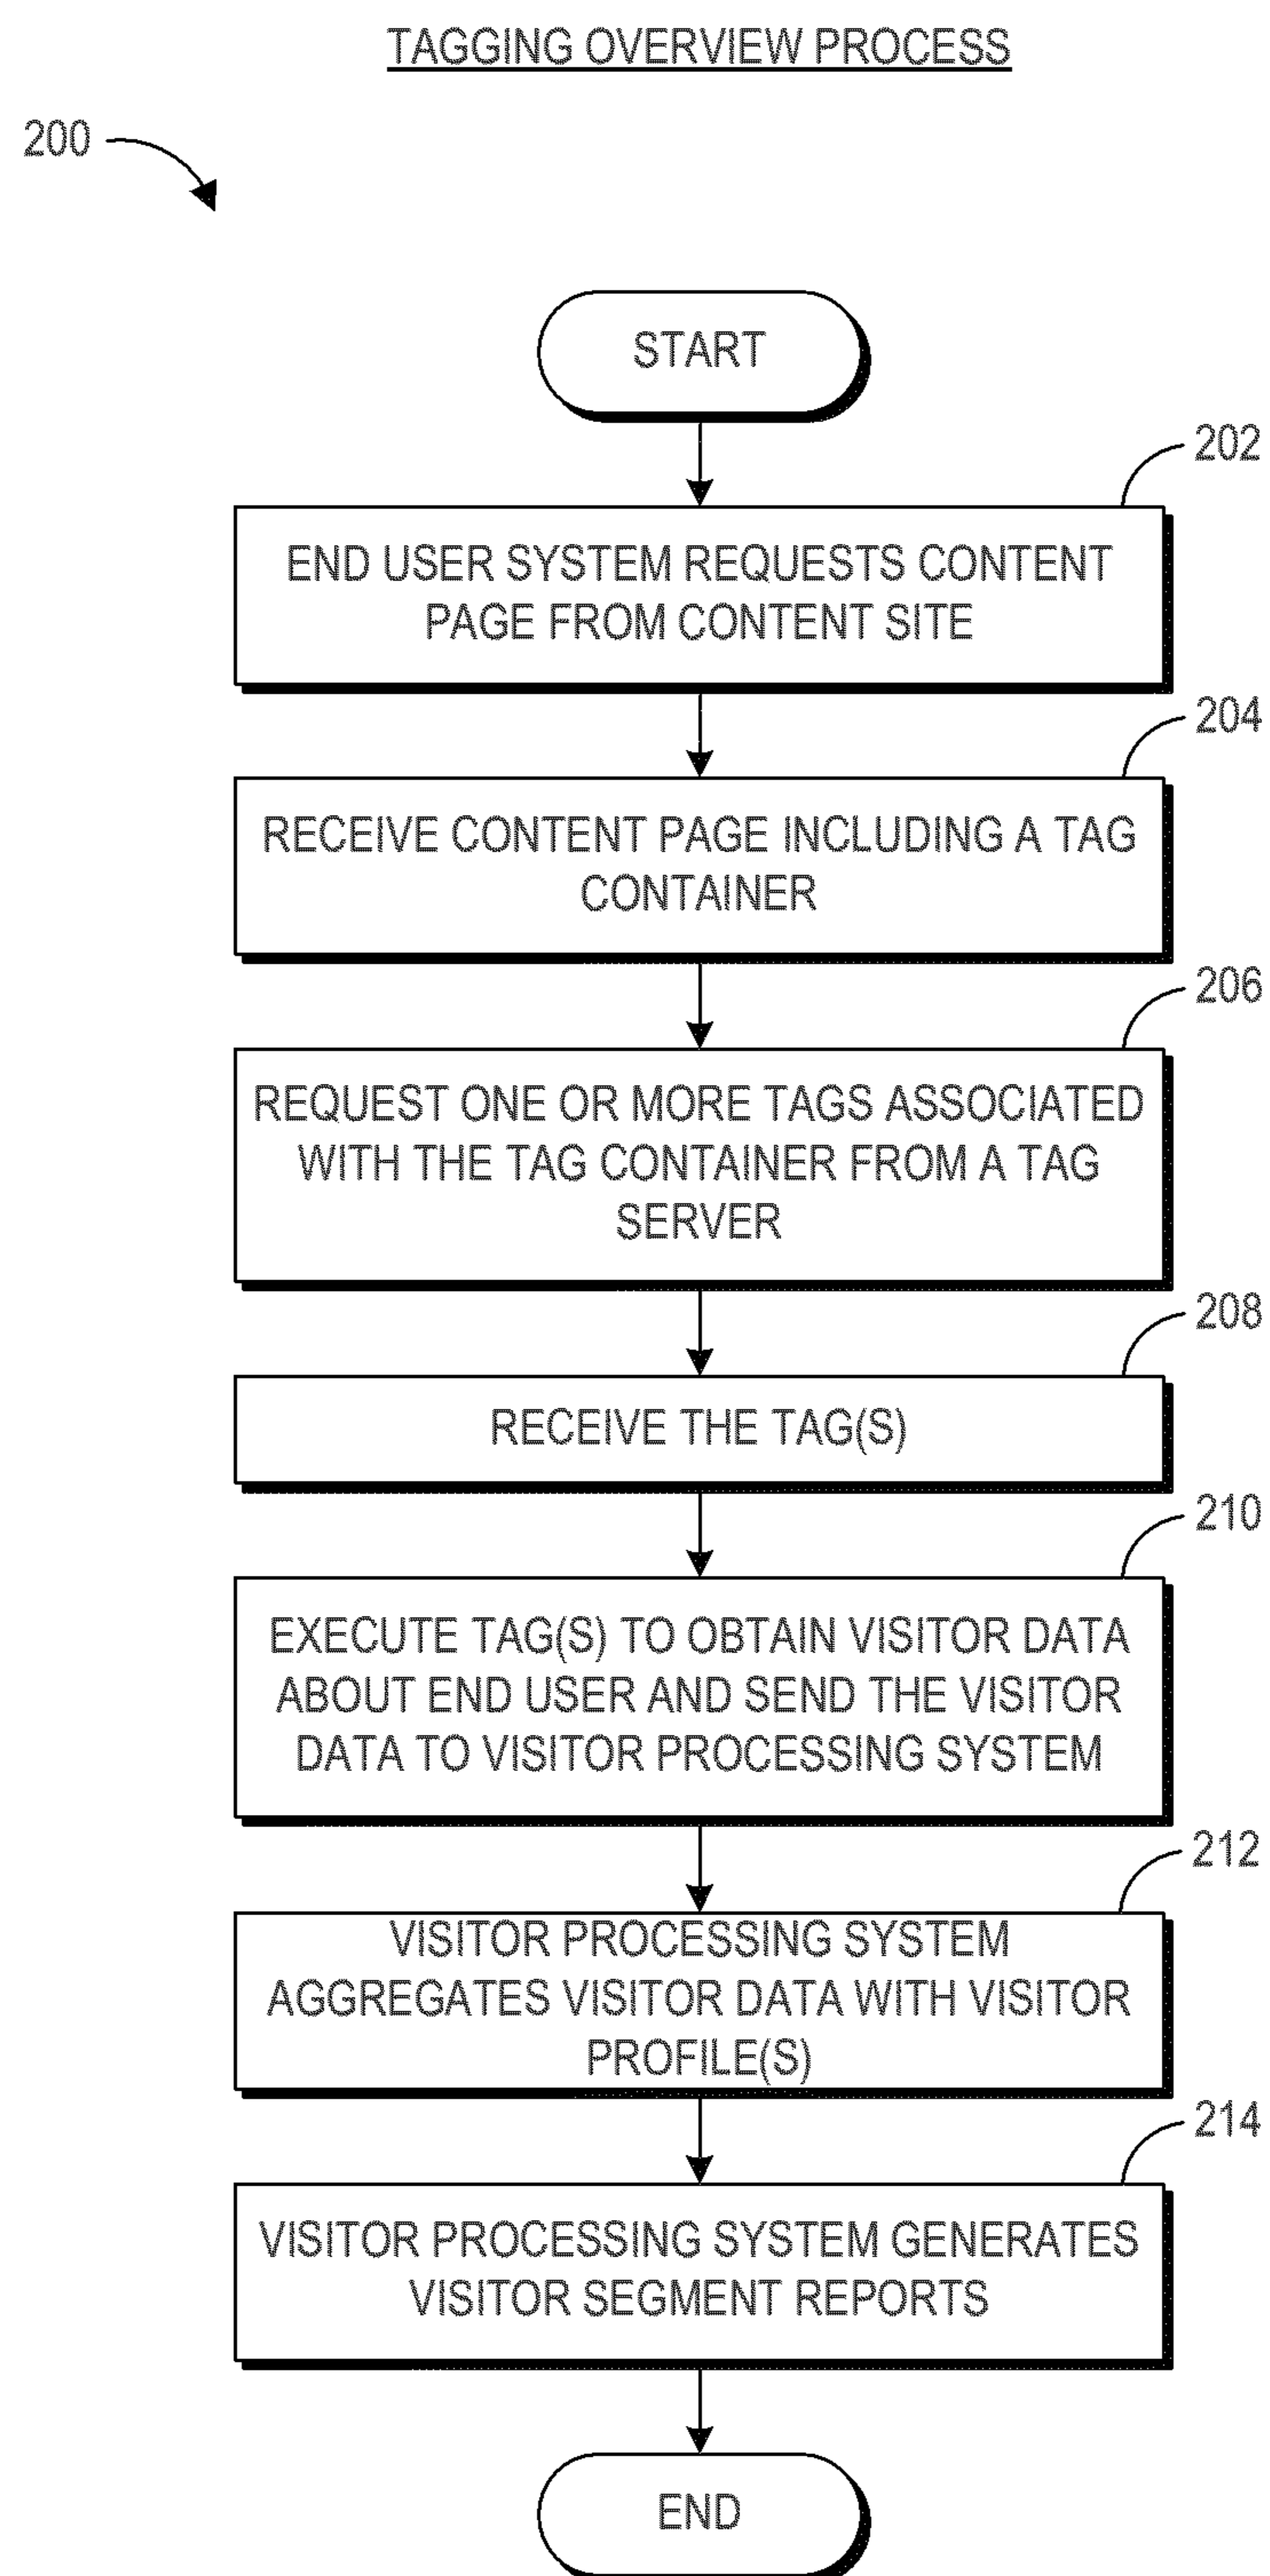 TAGGING OVERVIEW PROCESS
200
START
202
END USER SYSTEM REQUESTS CONTENT
PAGE FROM CONTENT SITE
204
RECEIVE CONTENT PAGE INCLUDING A TAG
CONTAINER
206
REQUEST ONE OR MORE TAGS ASSOCIATED
WITH THE TAG CONTAINER FROM A TAG
SERVER
208
RECEIVE THE TAG(S)
210
EXECUTE TAG(S) TO OBTAIN VISITOR DATA
ABOUT END USER AND SEND THE VISITOR
DATA TO VISITOR PROCESSING SYSTEM
212
VISITOR PROCESSING SYSTEM
AGGREGATES VISITOR DATA WITH VISITOR
PROFILE(S)
214
VISITOR PROCESSING SYSTEM GENERATES
VISITOR SEGMENT REPORTS
END